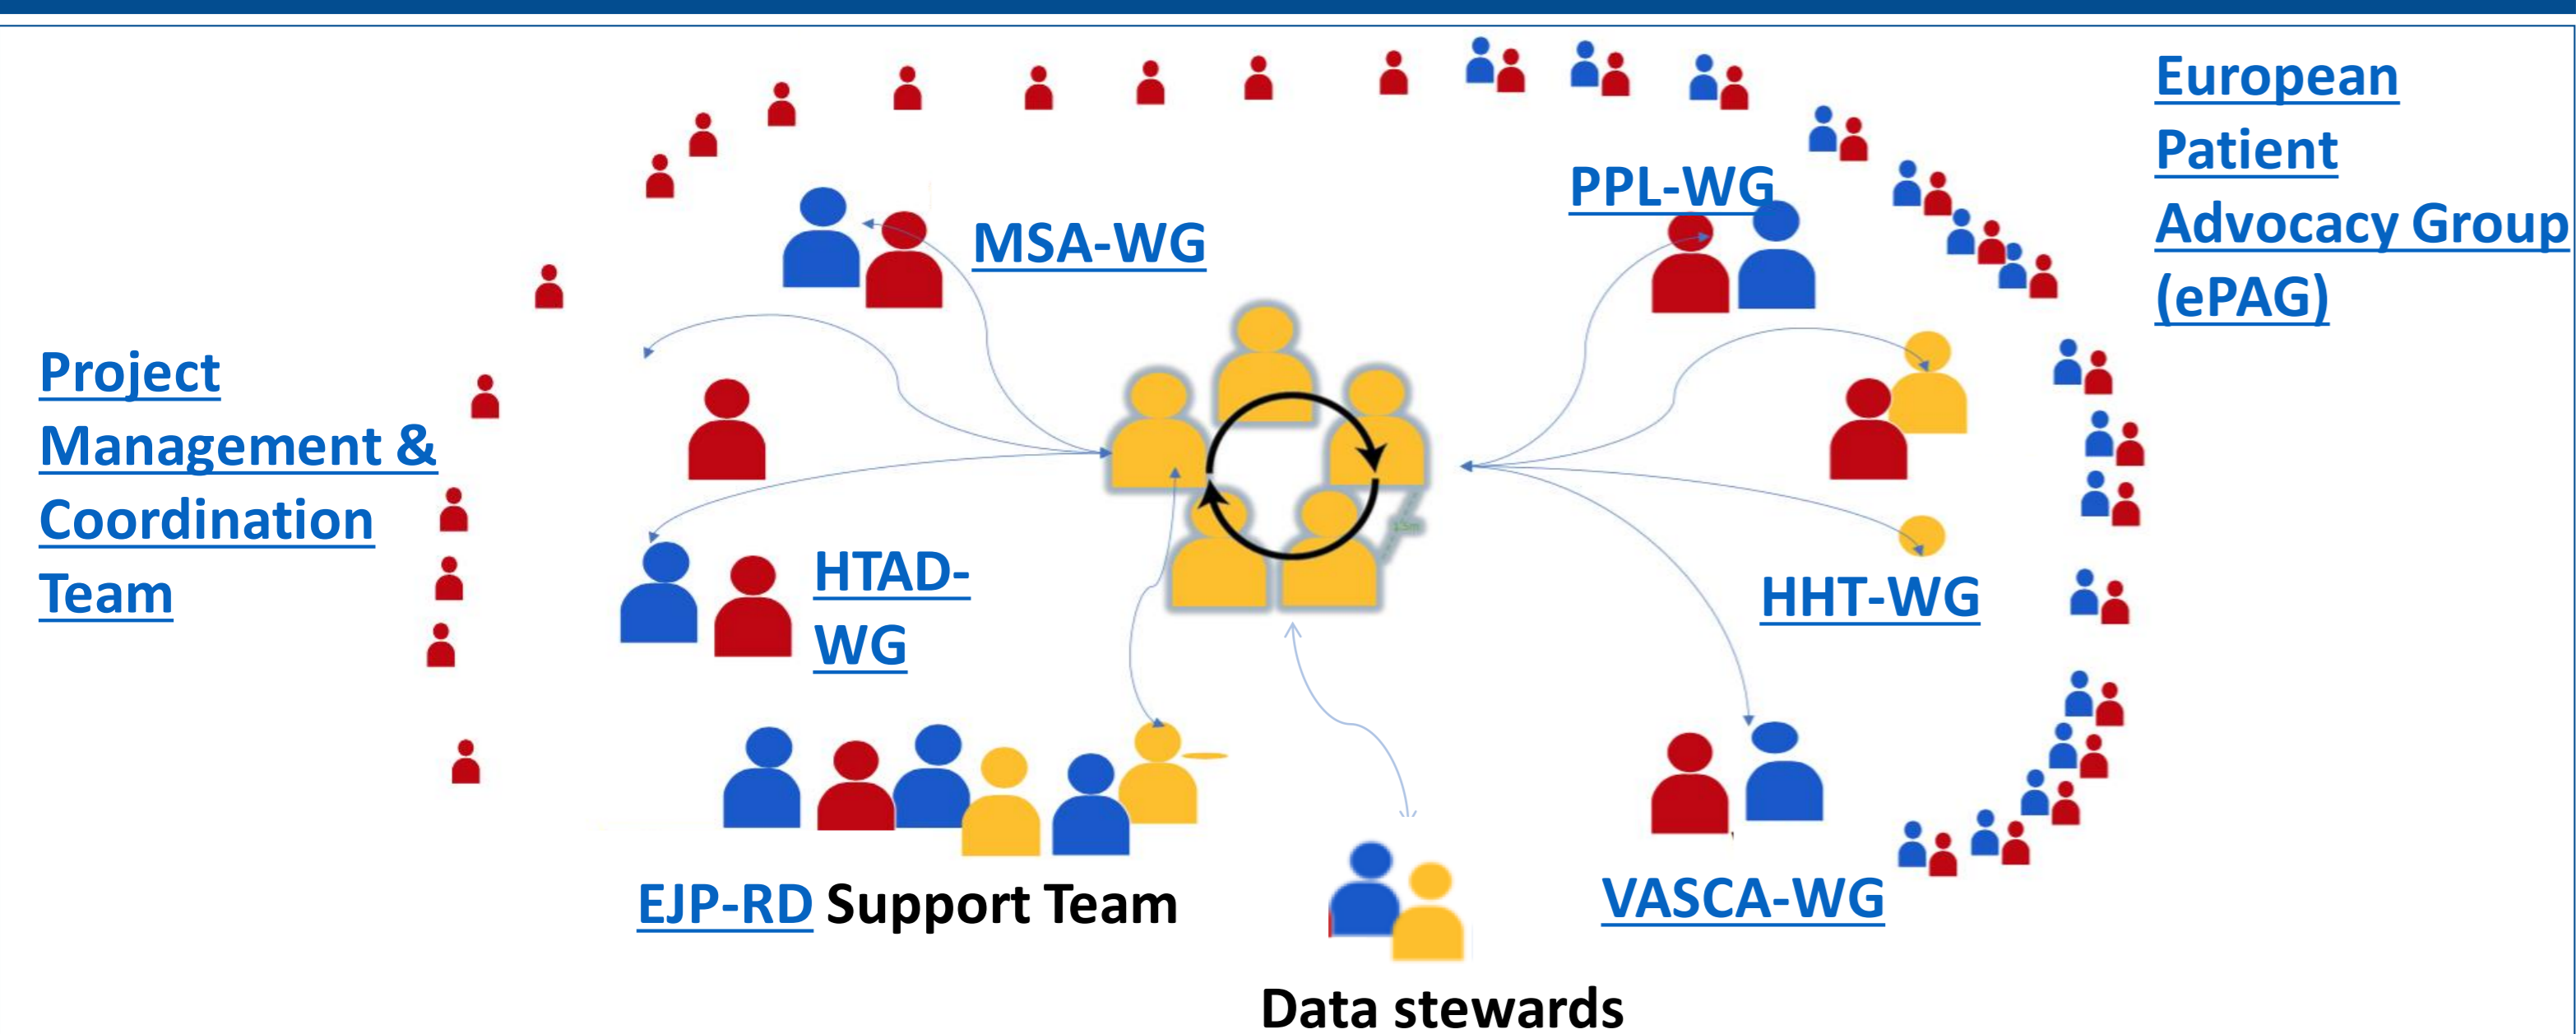 European
Patient
Advocacy Group
(ePAG)
PPL-WG
MSA-WG
Project
Management &
Coordination
Team
HTAD-
WG
HHT-WG
EJP-RD Support Team
VASCA-WG
Data stewards